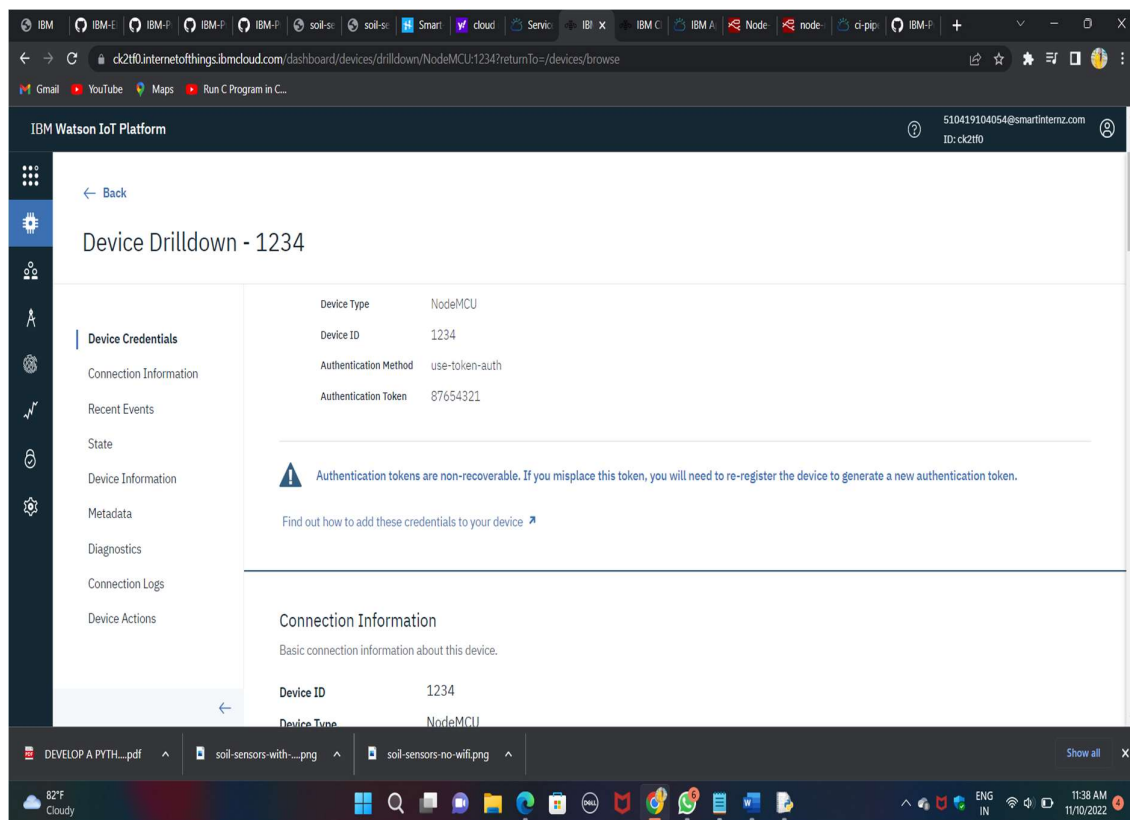 IBM
IBM-E
IBM-P
IBM-P
IBM-P
soil-se
soil-se
Smart
cloud
Servic
IBI
IBM C
IBM A
Node-
node-
ci-pip
IBM-P
ck2tf0.internetofthings.ibmcloud.com/dashboard/devices/drilldown/NodeMCU:1234?returnTo=/devices/browse
Gmail
YouTube
Maps
Run C Program in C...
IBM Watson IoT Platform
510419104054@smartinternz.com
ID: ck2tf0
Back
Device Drilldown - 1234
Device Credentials
Connection Information
Recent Events
State
Device Information
Metadata
Diagnostics
Connection Logs
Device Actions
Device Type NodeMCU
Device ID 1234
Authentication Method use-token-auth
Authentication Token 87654321
Authentication tokens are non-recoverable. If you misplace this token, you will need to re-register the device to generate a new authentication token.
Find out how to add these credentials to your device
Connection Information
Basic connection information about this device.
Device ID 1234
Device Type NodeMCU
DEVELOP A PYTH....pdf
soil-sensors-with-....png
soil-sensors-no-wifi.png
Show all
82°F
Cloudy
DELL
6
ENG
IN
11:38 AM
11/10/2022
4